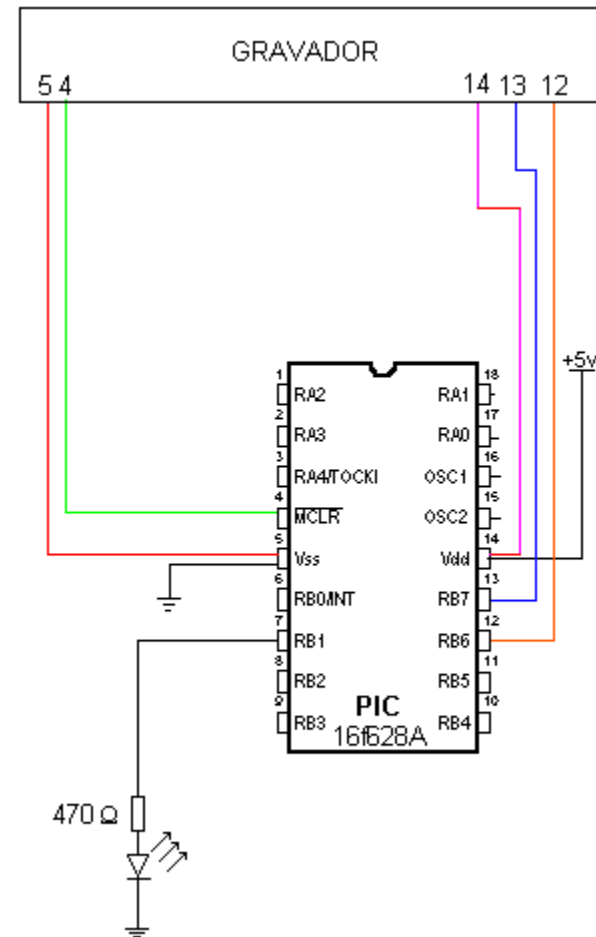 GRAVADOR
5 4 14 13 12
+5v
1 18
RA2 RA1
2 17
RA3 RA0
3 16
RA4/TOCKI OSC1
4 15
MCLR OSC2
5 14
Vss Vdd
6 13
RB0/INT RB7
7 12
RB1 RB6
8 11
RB2 RB5
9 10
RB3 RB4
PIC
16f628A
470 Ω